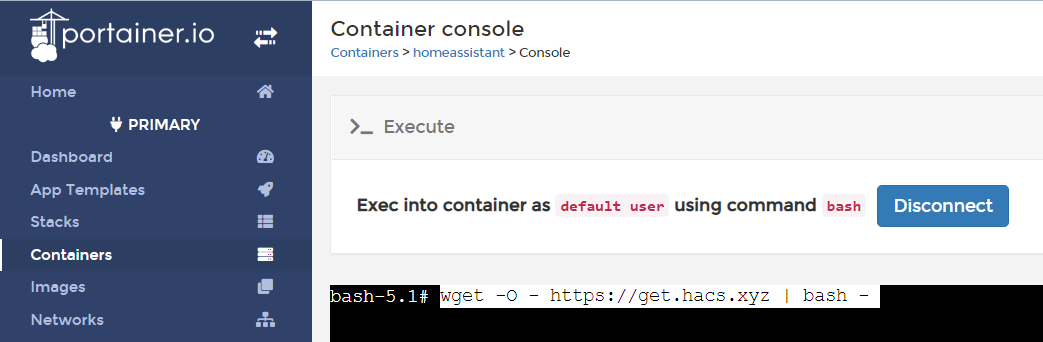 portainer.io
Home
PRIMARY
Dashboard
App Templates
Stacks
Containers
Images
Networks
Container console
Containers > homeassistant > Console
Execute
Exec into container as default user using command bash Disconnect
bash-5.1# wget -O - https://get.hacs.xyz | bash -